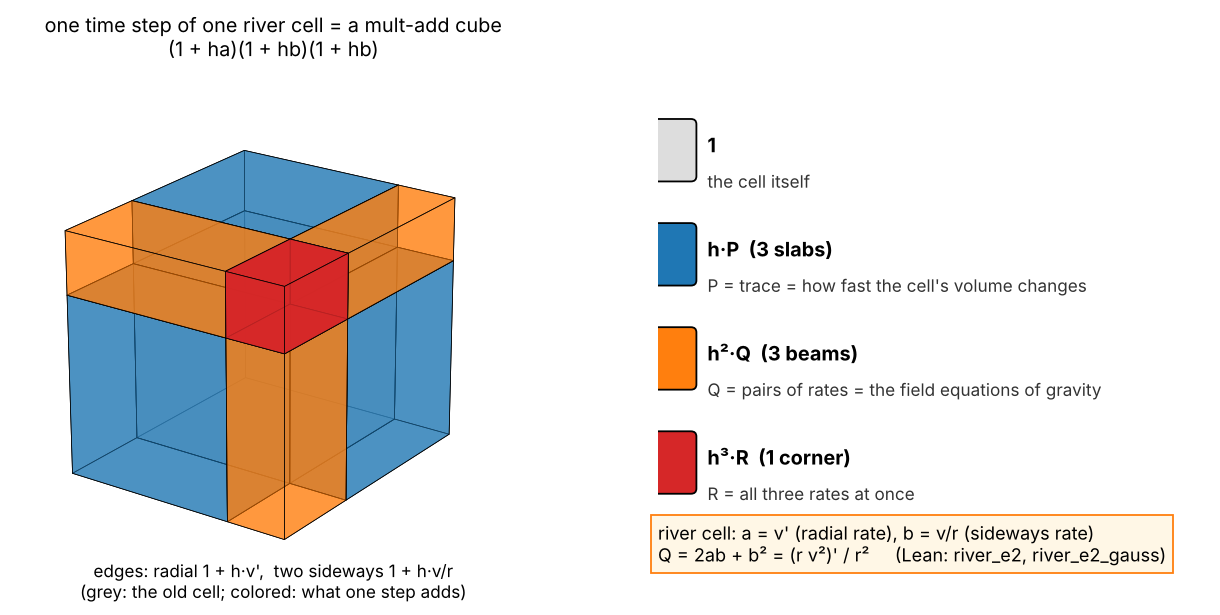 one time step of one river cell = a mult-add cube
(1 + ha)(1 + hb)(1 + hb)
1
the cell itself
h·P  (3 slabs)
P = trace = how fast the cell's volume changes
h²·Q  (3 beams)
Q = pairs of rates = the field equations of gravity
h³·R  (1 corner)
R = all three rates at once
river cell: a = v' (radial rate), b = v/r (sideways rate)
Q = 2ab + b² = (r v²)' / r²     (Lean: river_e2, river_e2_gauss)
edges: radial 1 + h·v',  two sideways 1 + h·v/r
(grey: the old cell; colored: what one step adds)